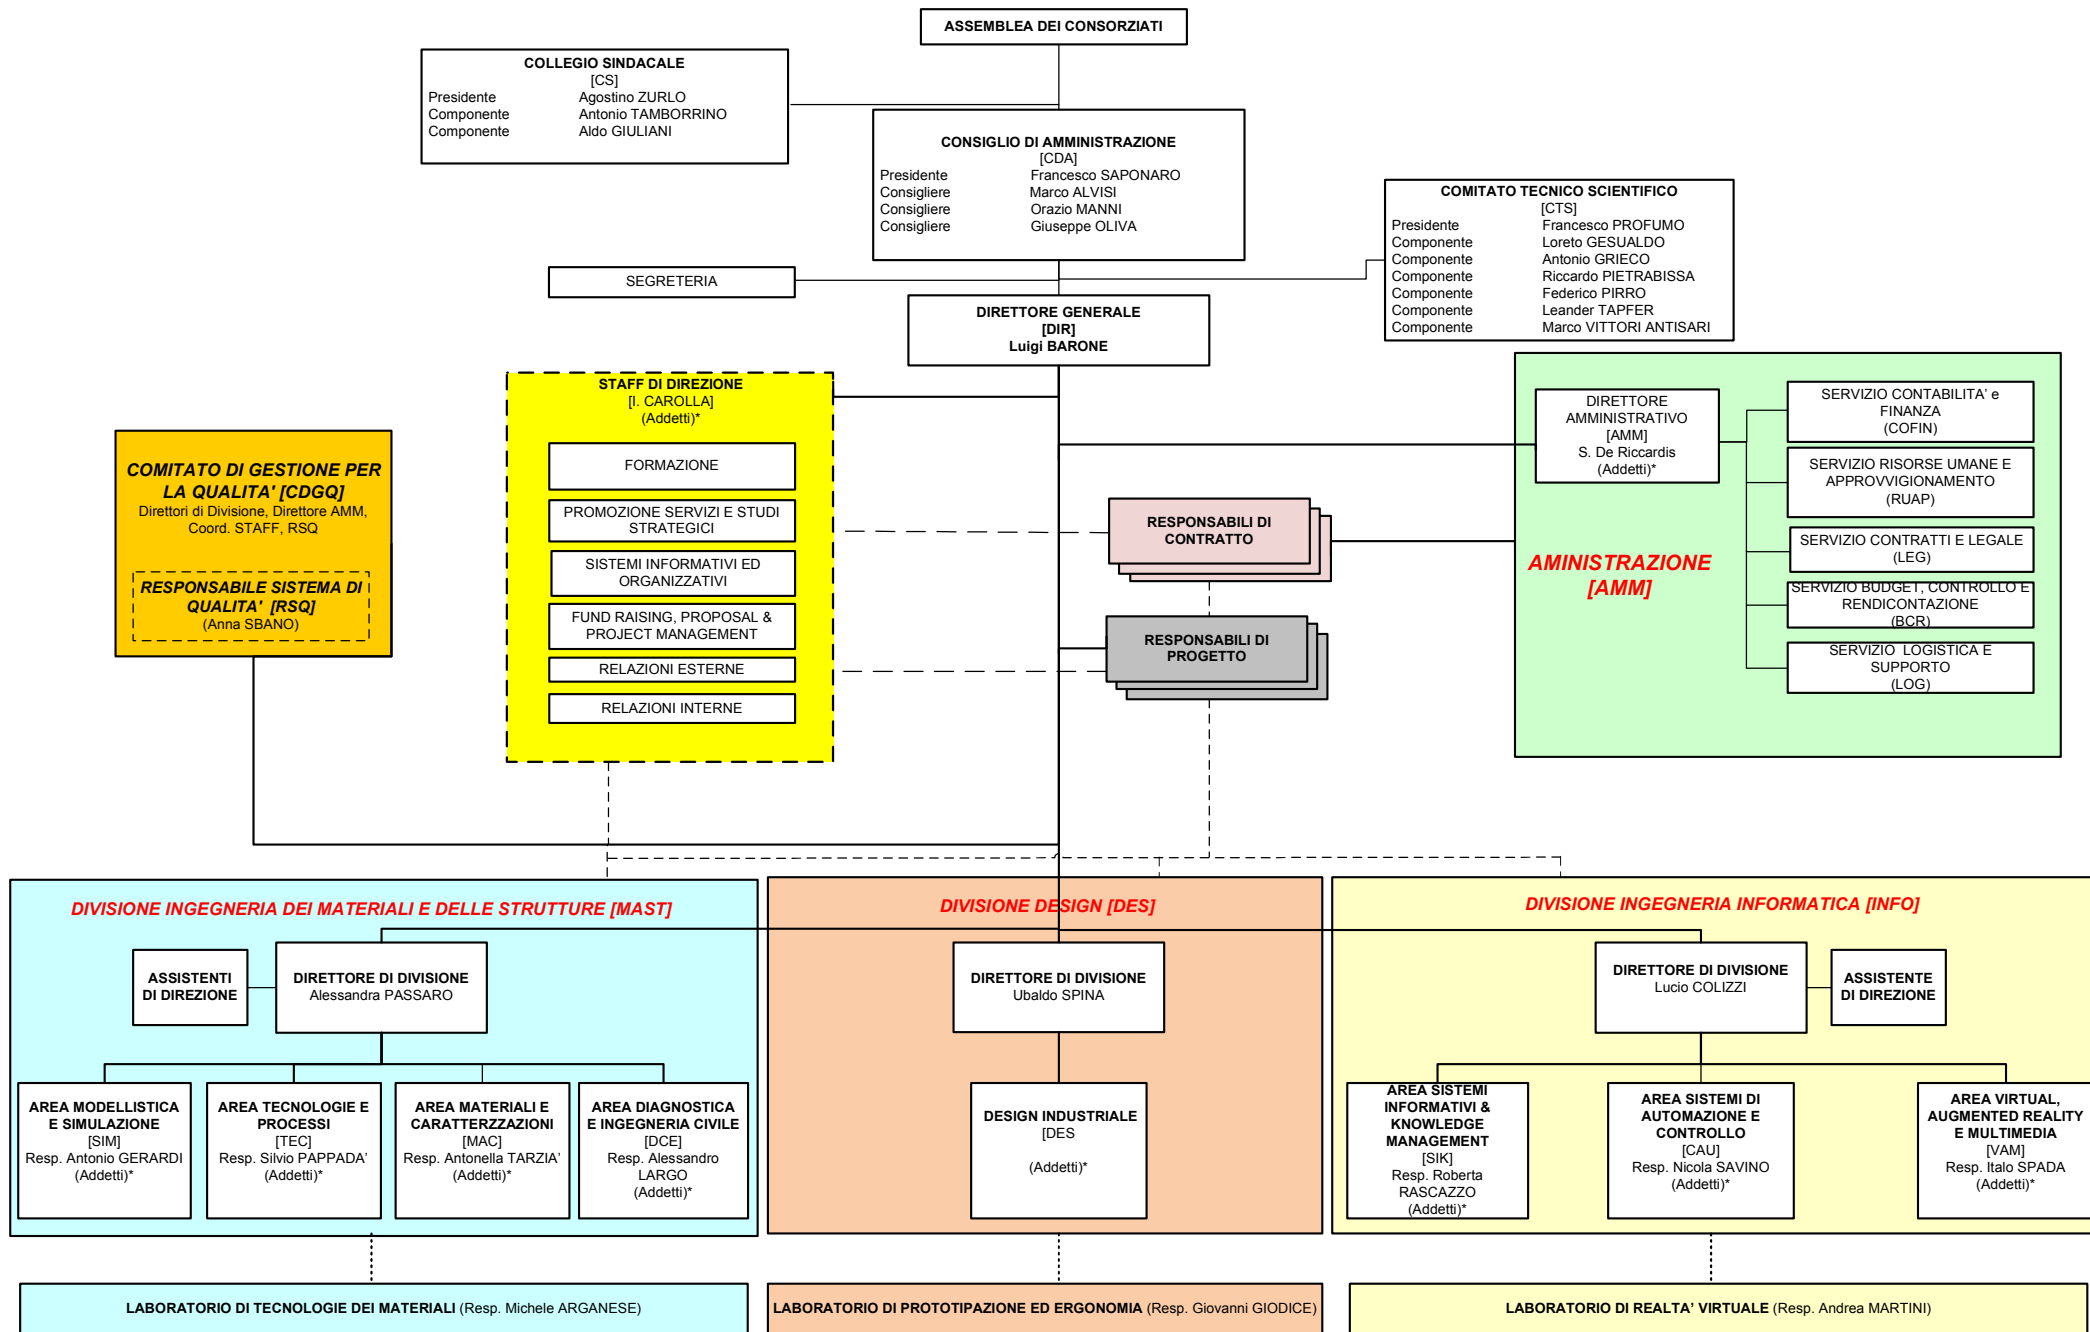 ASSEMBLEA DEI CONSORZIATI
COLLEGIO SINDACALE
[CS]
Presidente Agostino ZURLO
Componente Antonio TAMBORRINO
Componente Aldo GIULIANI
CONSIGLIO DI AMMINISTRAZIONE
[CDA]
Presidente Francesco SAPONARO
Consigliere Marco ALVISI
Consigliere Orazio MANNI
Consigliere Giuseppe OLIVA
COMITATO TECNICO SCIENTIFICO
[CTS]
Presidente Francesco PROFUMO
Componente Loreto GESUALDO
Componente Antonio GRIECO
Componente Riccardo PIETRABISSA
Componente Federico PIRRO
Componente Leander TAPFER
Componente Marco VITTORI ANTISARI
SEGRETERIA
DIRETTORE GENERALE
[DIR]
Luigi BARONE
STAFF DI DIREZIONE
[I. CAROLLA]
(Addetti)*
FORMAZIONE
PROMOZIONE SERVIZI E STUDI
STRATEGICI
SISTEMI INFORMATIVI ED
ORGANIZZATIVI
FUND RAISING, PROPOSAL &
PROJECT MANAGEMENT
RELAZIONI ESTERNE
RELAZIONI INTERNE
COMITATO DI GESTIONE PER
LA QUALITA' [CDGQ]
Direttori di Divisione, Direttore AMM,
Coord. STAFF, RSQ
RESPONSABILE SISTEMA DI
QUALITA' [RSQ]
(Anna SBANO)
RESPONSABILI DI
CONTRATTO
RESPONSABILI DI
PROGETTO
DIRETTORE
AMMINISTRATIVO
[AMM]
S. De Riccardis
(Addetti)*
AMINISTRAZIONE
[AMM]
SERVIZIO CONTABILITA' e
FINANZA
(COFIN)
SERVIZIO RISORSE UMANE E
APPROVVIGIONAMENTO
(RUAP)
SERVIZIO CONTRATTI E LEGALE
(LEG)
SERVIZIO BUDGET, CONTROLLO E
RENDICONTAZIONE
(BCR)
SERVIZIO LOGISTICA E
SUPPORTO
(LOG)
DIVISIONE INGEGNERIA DEI MATERIALI E DELLE STRUTTURE [MAST]
ASSISTENTI
DI DIREZIONE
DIRETTORE DI DIVISIONE
Alessandra PASSARO
AREA MODELLISTICA
E SIMULAZIONE
[SIM]
Resp. Antonio GERARDI
(Addetti)*
AREA TECNOLOGIE E
PROCESSI
[TEC]
Resp. Silvio PAPPADA'
(Addetti)*
AREA MATERIALI E
CARATTERZZAZIONI
[MAC]
Resp. Antonella TARZIA'
(Addetti)*
AREA DIAGNOSTICA
E INGEGNERIA CIVILE
[DCE]
Resp. Alessandro
LARGO
(Addetti)*
DIVISIONE DESIGN [DES]
DIRETTORE DI DIVISIONE
Ubaldo SPINA
DESIGN INDUSTRIALE
[DES
(Addetti)*
DIVISIONE INGEGNERIA INFORMATICA [INFO]
DIRETTORE DI DIVISIONE
Lucio COLIZZI
ASSISTENTE
DI DIREZIONE
AREA SISTEMI
INFORMATIVI &
KNOWLEDGE
MANAGEMENT
[SIK]
Resp. Roberta
RASCAZZO
(Addetti)*
AREA SISTEMI DI
AUTOMAZIONE E
CONTROLLO
[CAU]
Resp. Nicola SAVINO
(Addetti)*
AREA VIRTUAL,
AUGMENTED REALITY
E MULTIMEDIA
[VAM]
Resp. Italo SPADA
(Addetti)*
LABORATORIO DI TECNOLOGIE DEI MATERIALI (Resp. Michele ARGANESE)
LABORATORIO DI PROTOTIPAZIONE ED ERGONOMIA (Resp. Giovanni GIODICE)
LABORATORIO DI REALTA' VIRTUALE (Resp. Andrea MARTINI)